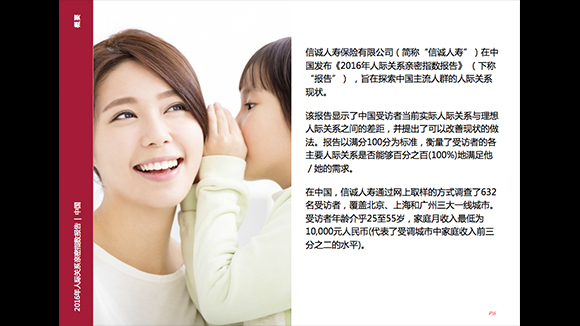 概要
2016年人际关系亲密指数报告 | 中国
信诚人寿保险有限公司（简称“信诚人寿”）在中
国发布《2016年人际关系亲密指数报告》（下称
“报告”），旨在探索中国主流人群的人际关系
现状。
该报告显示了中国受访者当前实际人际关系与理想
人际关系之间的差距，并提出了可以改善现状的做
法。报告以满分100分为标准，衡量了受访者的各
主要人际关系是否能够百分之百(100%)地满足他
/她的需求。
在中国，信诚人寿通过网上取样的方式调查了632
名受访者，覆盖北京、上海和广州三大一线城市。
受访者年龄介乎25至55岁，家庭月收入最低为
10,000元人民币(代表了受调城市中家庭收入前三
分之二的水平)。